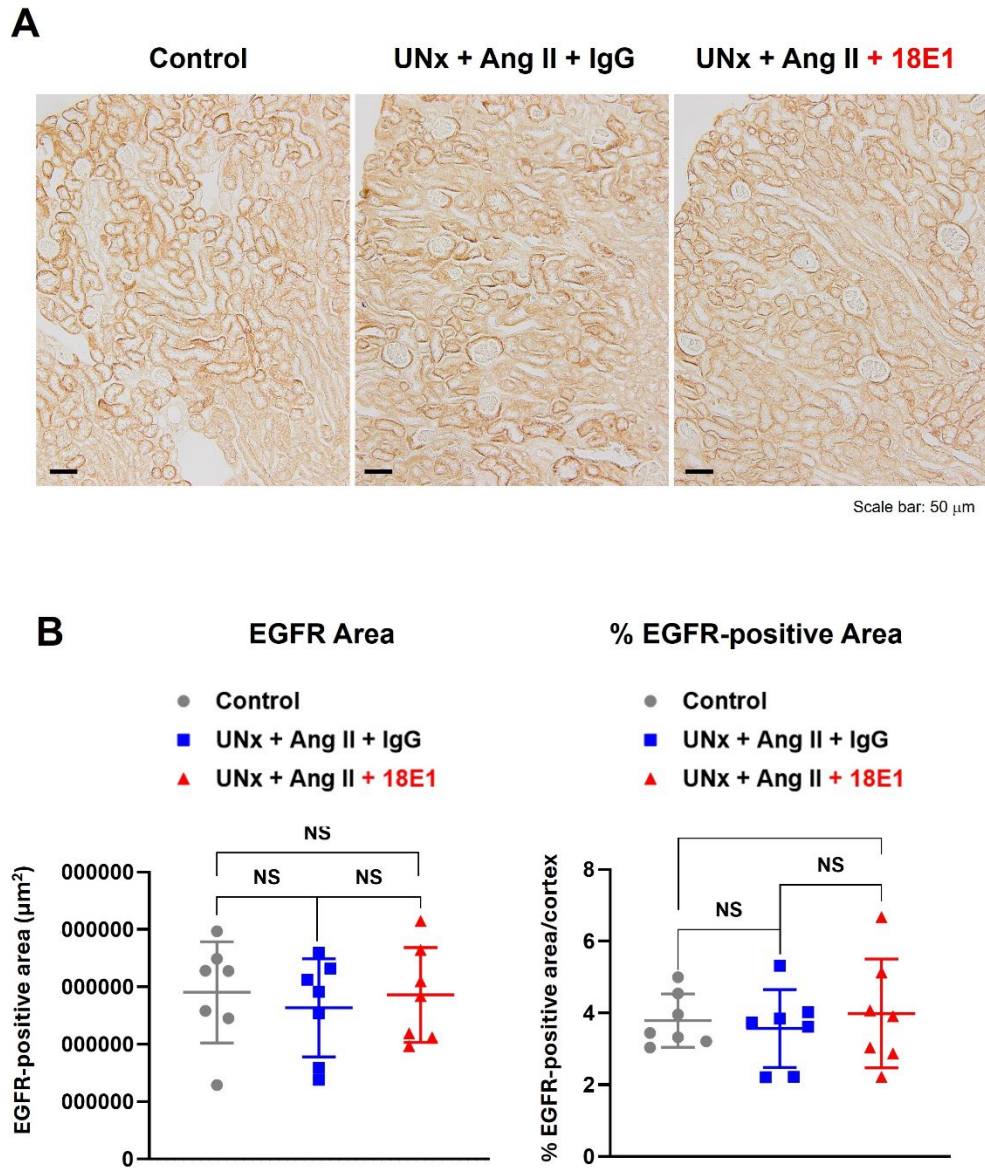 A
Control
UNx + Ang II + IgG
UNx + Ang II + 18E1
Scale bar: 50 μm
B
EGFR Area
Control
UNx + Ang II + IgG
UNx + Ang II + 18E1
EGFR-positive area (μm²)
000000
000000
000000
000000
000000
0
NS
NS
NS
% EGFR-positive Area
Control
UNx + Ang II + IgG
UNx + Ang II + 18E1
% EGFR-positive area/cortex
8
6
4
2
0
NS
NS